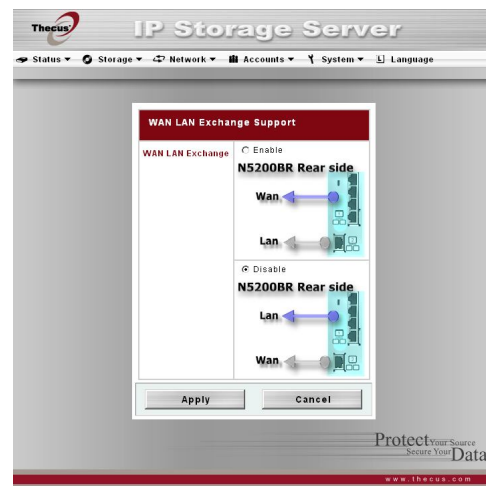 Thecus
IP Storage Server
Status Storage Network Accounts System Language
WAN LAN Exchange Support
WAN LAN Exchange
Enable
N5200BR Rear side
Wan
Lan
Disable
N5200BR Rear side
Lan
Wan
Apply Cancel
Protect Your Source
Secure Your Data
www.thecus.com